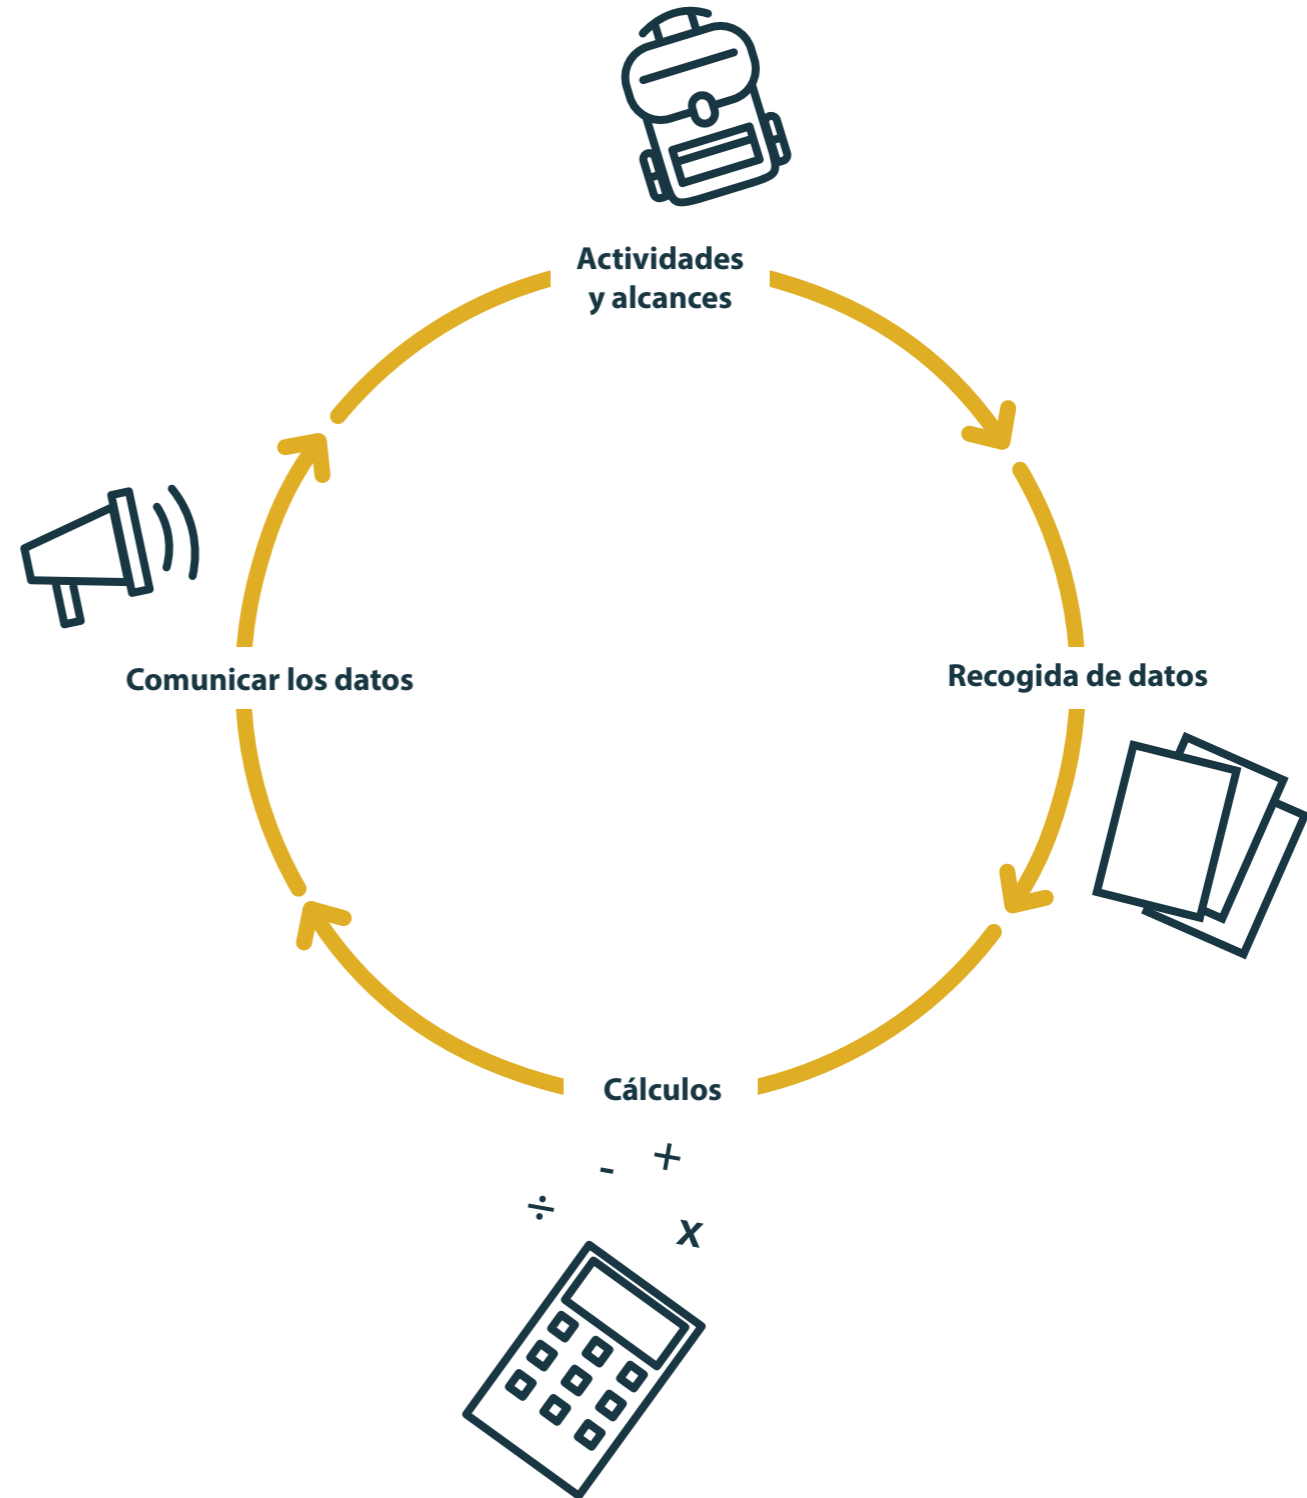 Actividades
y alcances
Comunicar los datos
Recogida de datos
Cálculos
- +
÷
x